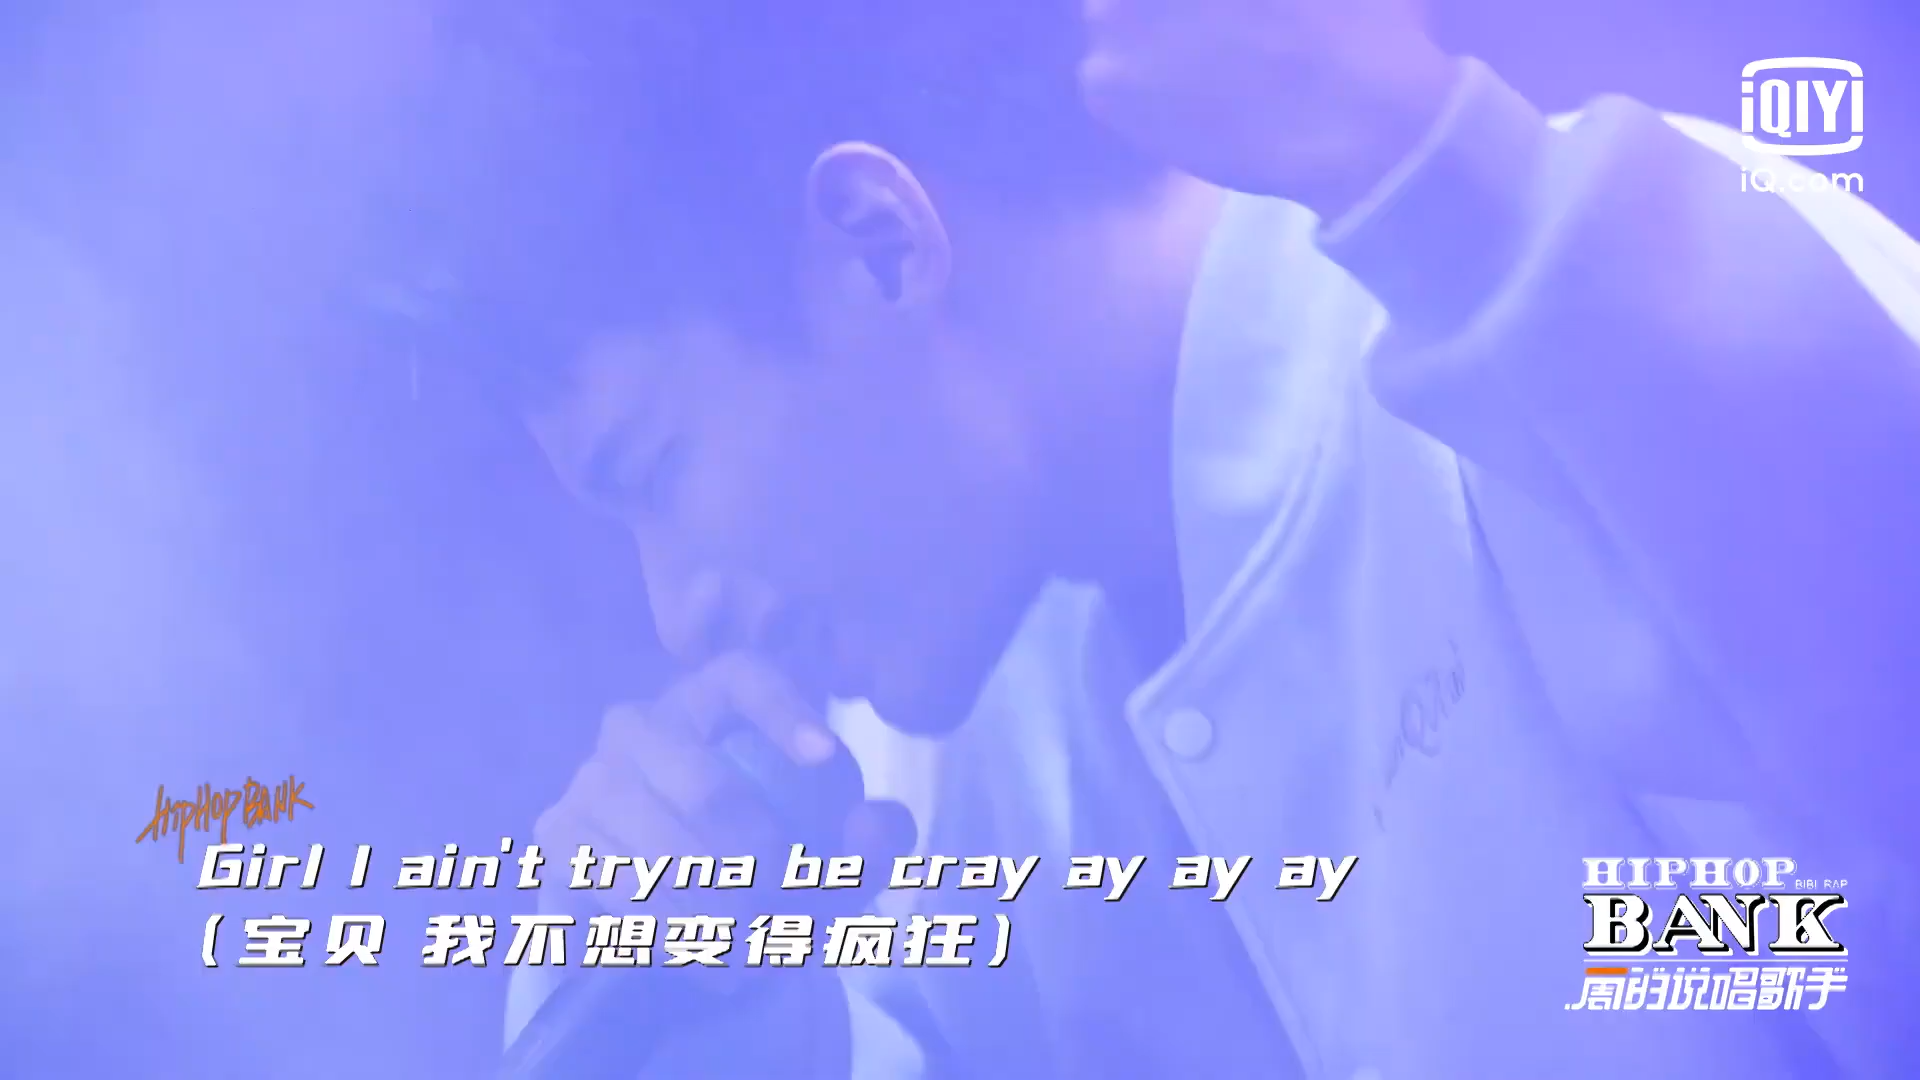 iQIYI
iQ.com
HIPHOP BANK
Girl I ain't tryna be cray ay ay ay
(宝贝 我不想变得疯狂)
HIPHOP
BIBI RAP
BANK
一周的说唱歌手